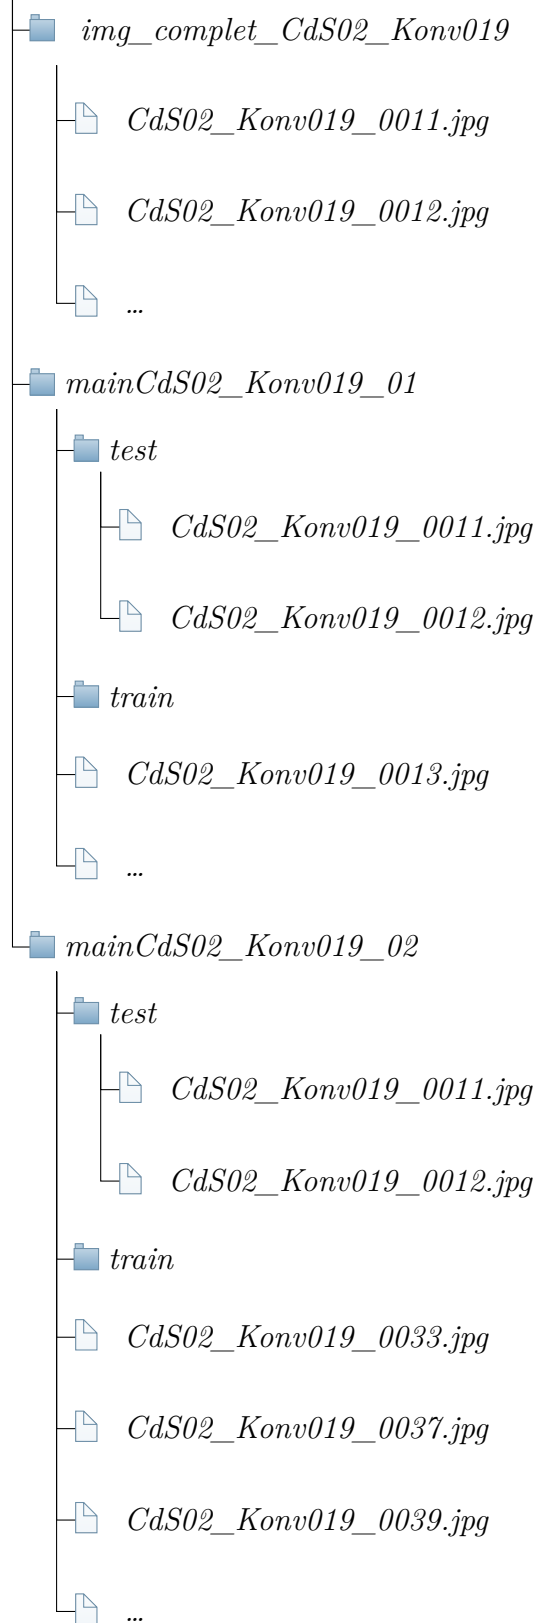 img_complet_CdS02_Konv019
CdS02_Konv019_0011.jpg
CdS02_Konv019_0012.jpg
...
mainCdS02_Konv019_01
test
CdS02_Konv019_0011.jpg
CdS02_Konv019_0012.jpg
train
CdS02_Konv019_0013.jpg
...
mainCdS02_Konv019_02
test
CdS02_Konv019_0011.jpg
CdS02_Konv019_0012.jpg
train
CdS02_Konv019_0033.jpg
CdS02_Konv019_0037.jpg
CdS02_Konv019_0039.jpg
...